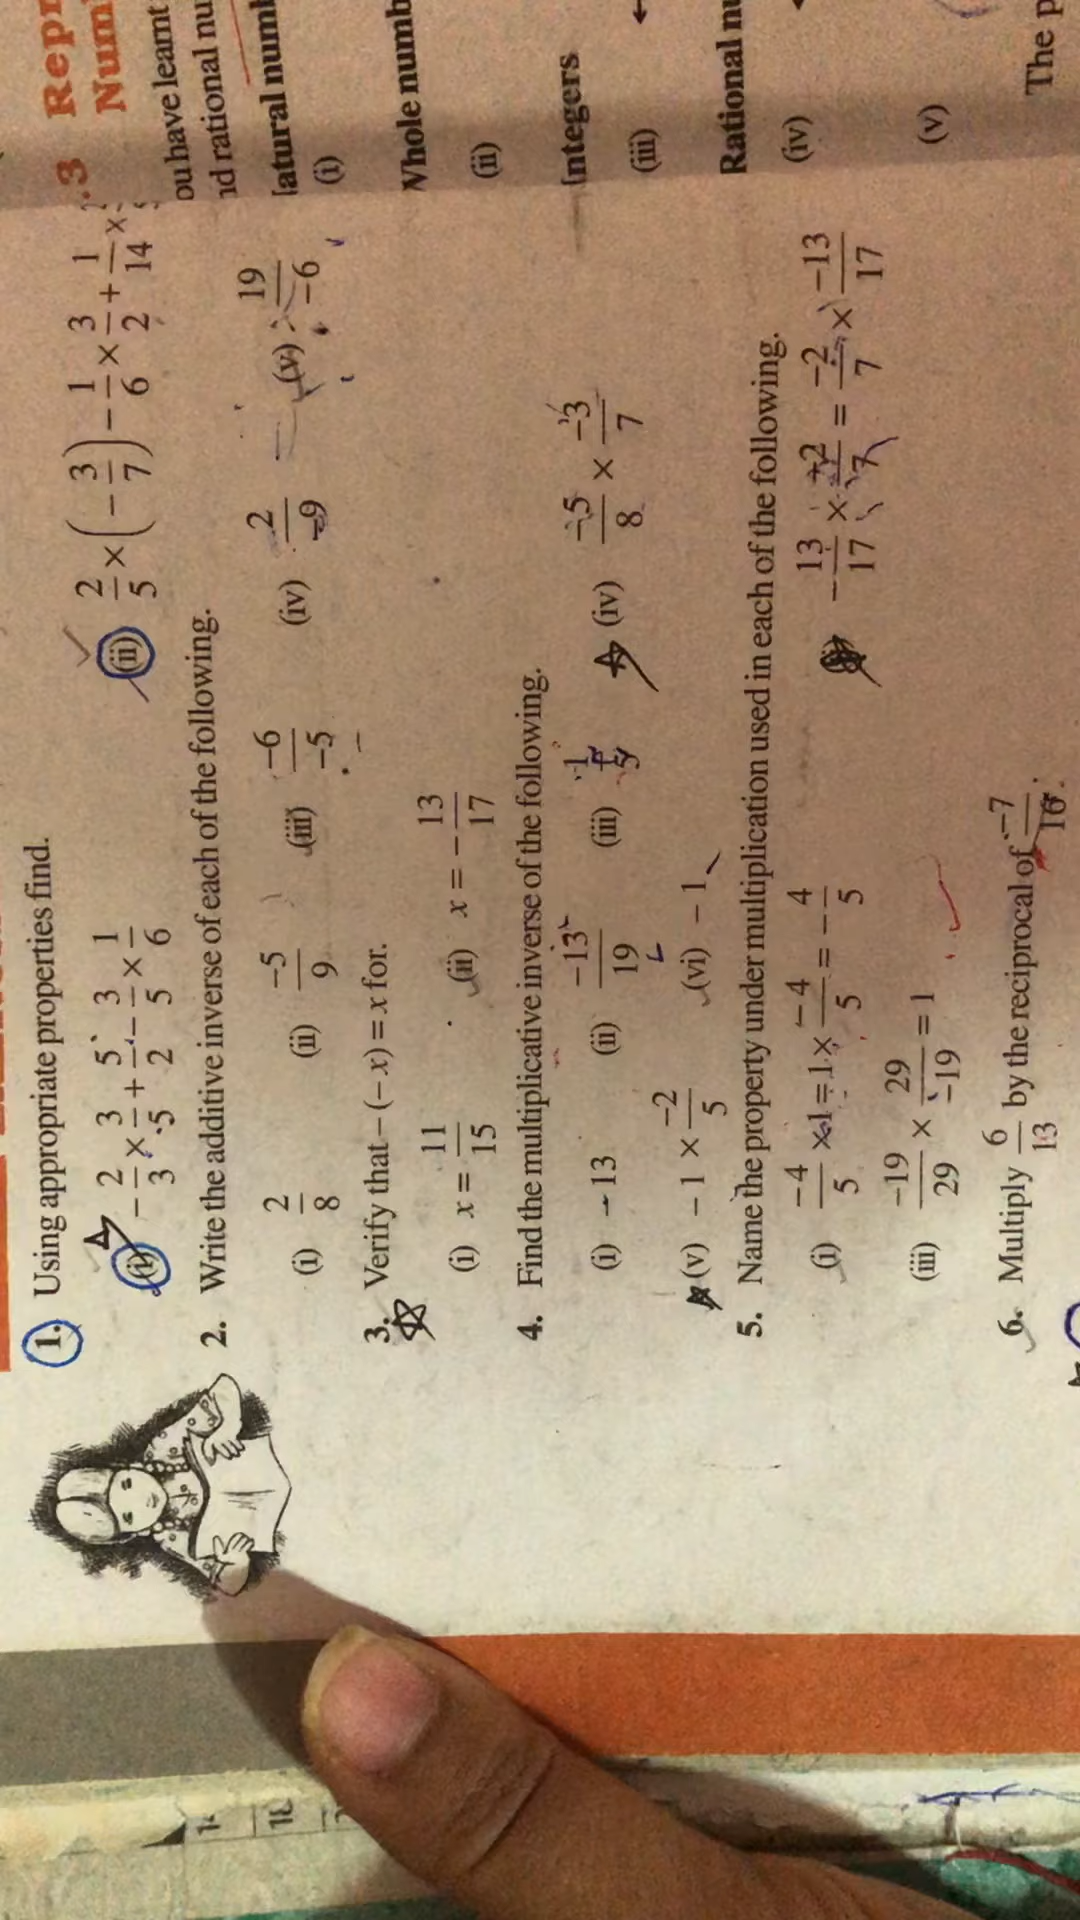 1. Using appropriate properties find.
(i) -2/3 × 3/5 + 5/2 - 3/5 × 1/6 (ii) 2/5 × (-3/7) - 1/6 × 3/2 + 1/14 ×
2. Write the additive inverse of each of the following.
(i) 2/8 (ii) -5/9 (iii) -6/-5 (iv) 2/-9 (v) 19/-6
3. Verify that – (– x) = x for.
(i) x = 11/15 (ii) x = -13/17
4. Find the multiplicative inverse of the following.
(i) – 13 (ii) -13/19 (iii) 1/5 (iv) -5/8 × -3/7
(v) – 1 × -2/5 (vi) – 1
5. Name the property under multiplication used in each of the following.
(i) -4/5 × 1 = 1 × -4/5 = -4/5 -13/17 × -2/7 = -2/7 × -13/17
(iii) -19/29 × 29/-19 = 1
6. Multiply 6/13 by the reciprocal of -7/16.
.3 Repr
Num
ou have learnt
nd rational nu
atural numb
(i)
Whole numb
(ii)
Integers
(iii)
Rational nu
(iv)
(v)
The p